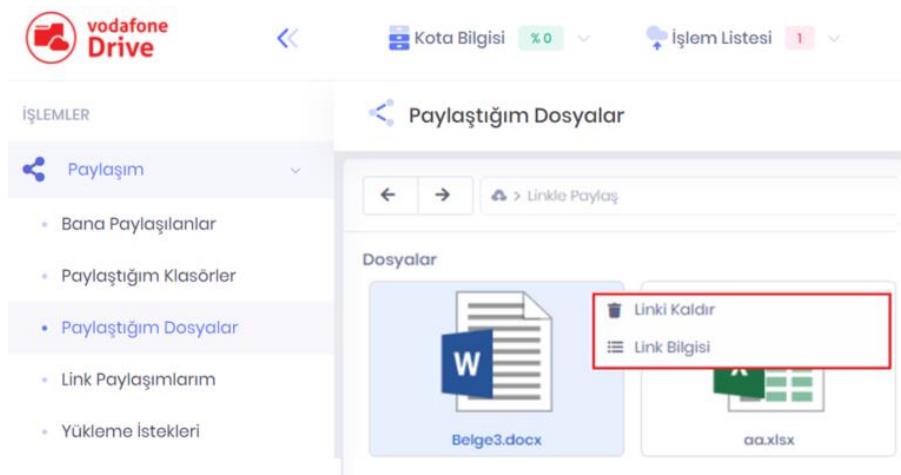 vodafone
Drive
Kota Bilgisi %0
İşlem Listesi 1
İŞLEMLER
Paylaşım
Bana Paylaşılanlar
Paylaştığım Klasörler
Paylaştığım Dosyalar
Link Paylaşımlarım
Yükleme İstekleri
Paylaştığım Dosyalar
> Linkle Paylaş
Dosyalar
Linki Kaldır
Link Bilgisi
W
X
Belge3.docx
aa.xlsx